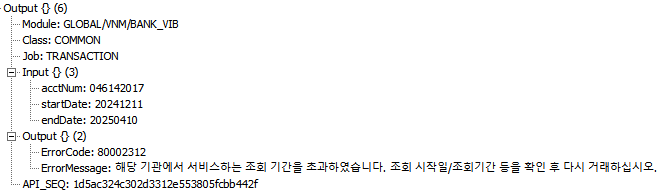 Output {} (6)
Module: GLOBAL/VNM/BANK_VIB
Class: COMMON
Job: TRANSACTION
Input {} (3)
acctNum: 046142017
startDate: 20241211
endDate: 20250410
Output {} (2)
ErrorCode: 80002312
ErrorMessage: 해당 기관에서 서비스하는 조회 기간을 초과하였습니다. 조회 시작일/조회기간 등을 확인 후 다시 거래하십시오.
API_SEQ: 1d5ac324c302d3312e553805fcbb442f